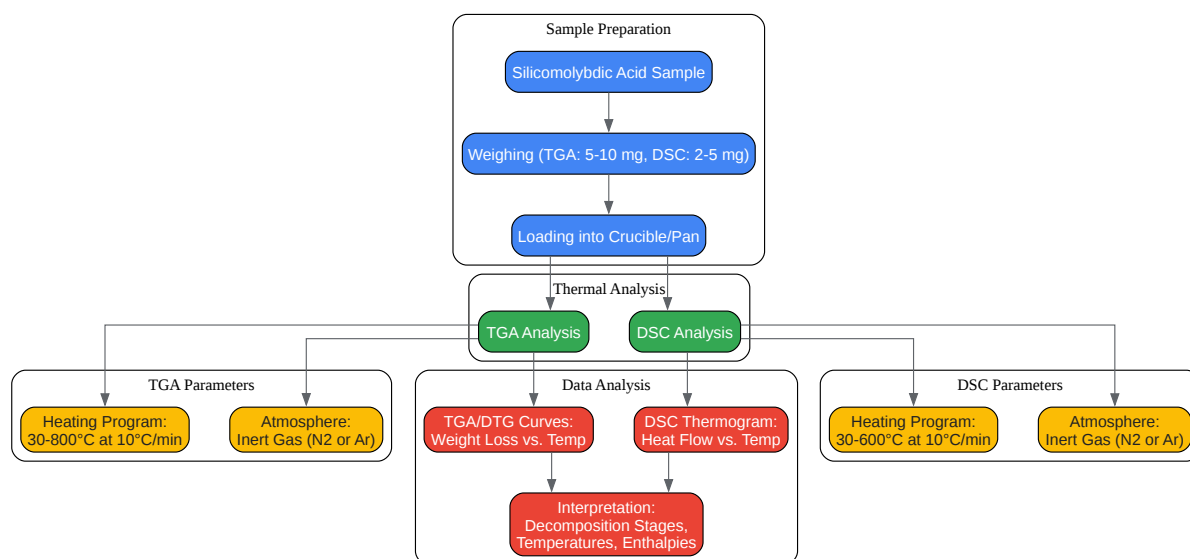 Sample Preparation
Silicomolybdic Acid Sample
Weighing (TGA: 5-10 mg, DSC: 2-5 mg)
Loading into Crucible/Pan
Thermal Analysis
TGA Analysis
DSC Analysis
TGA Parameters
Heating Program:
30-800°C at 10°C/min
Atmosphere:
Inert Gas (N2 or Ar)
Data Analysis
TGA/DTG Curves:
Weight Loss vs. Temp
DSC Thermogram:
Heat Flow vs. Temp
Interpretation:
Decomposition Stages,
Temperatures, Enthalpies
DSC Parameters
Heating Program:
30-600°C at 10°C/min
Atmosphere:
Inert Gas (N2 or Ar)